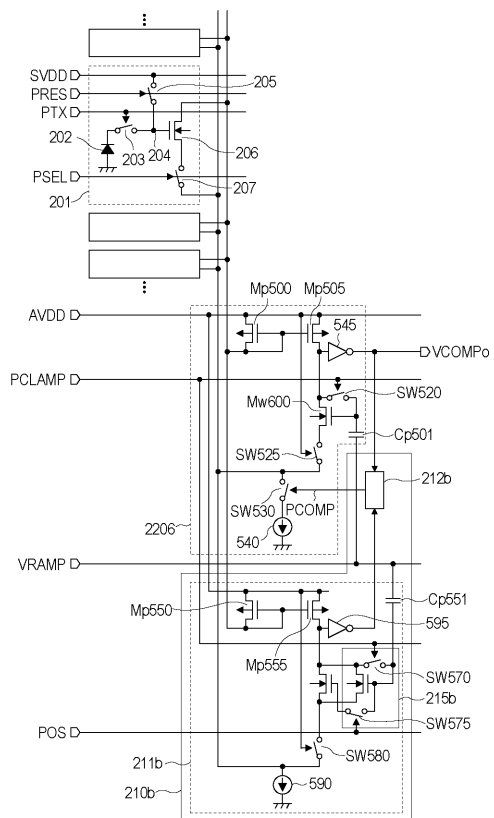 SVDD
PRES
PTX
205
202
203
204
206
PSEL
207
201
Mp500
Mp505
AVDD
545
VCOMPo
PCLAMP
SW520
Mw600
Cp501
SW525
212b
SW530
PCOMP
2206
540
VRAMP
Mp550
595
Cp551
Mp555
SW570
215b
SW575
POS
SW580
211b
210b
590